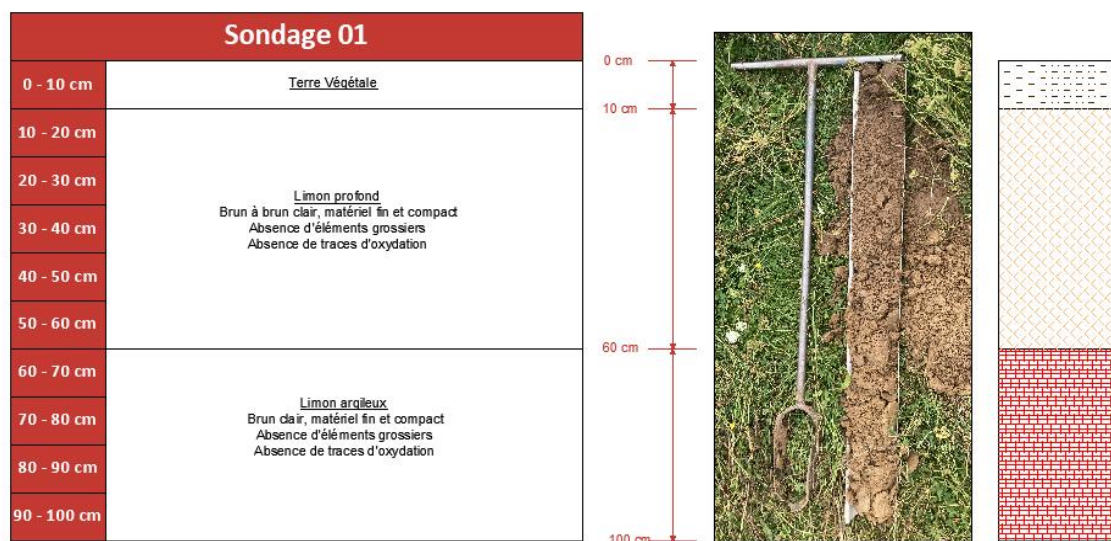 Sondage 01
0 - 10 cm
Terre Végétale
10 - 20 cm
20 - 30 cm
30 - 40 cm
40 - 50 cm
50 - 60 cm
Limon profond
Brun à brun clair, matériel fin et compact
Absence d'éléments grossiers
Absence de traces d'oxydation
60 - 70 cm
70 - 80 cm
80 - 90 cm
90 - 100 cm
Limon argileux
Brun clair, matériel fin et compact
Absence d'éléments grossiers
Absence de traces d'oxydation
0 cm
10 cm
60 cm
100 cm